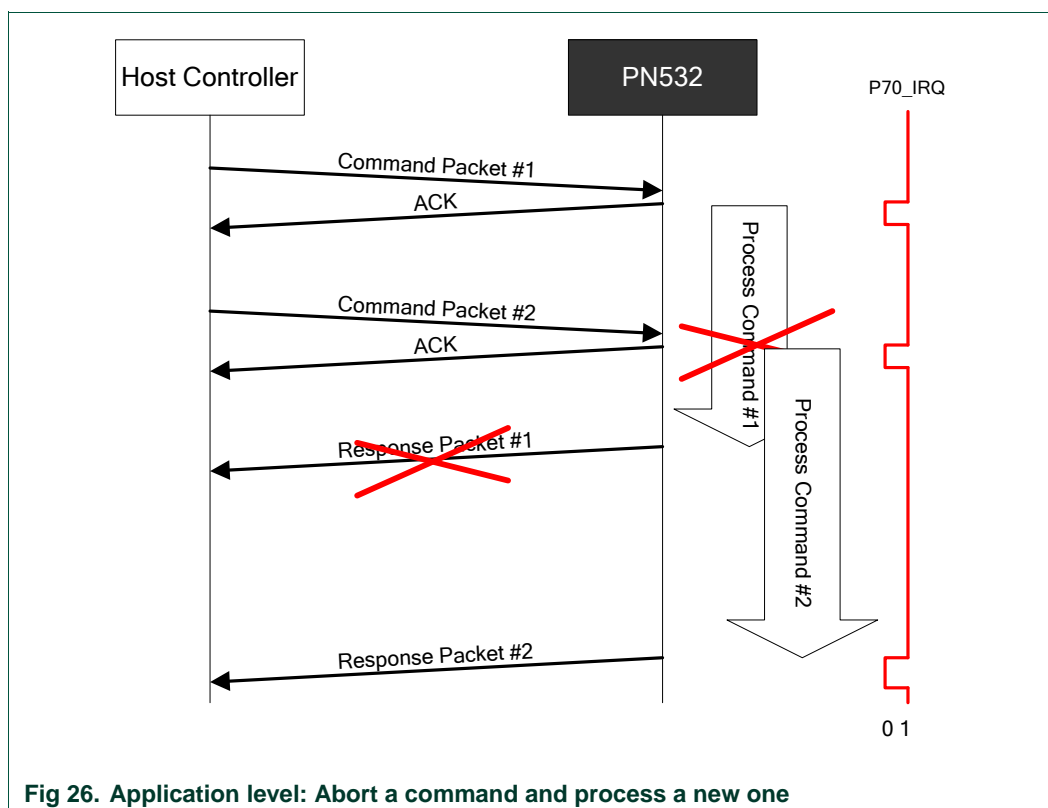 Host Controller
PN532
P70_IRQ
Command Packet #1
ACK
Process Command #1
Command Packet #2
ACK
Process Command #2
Response Packet #1
Response Packet #2
0 1
Fig 26. Application level: Abort a command and process a new one